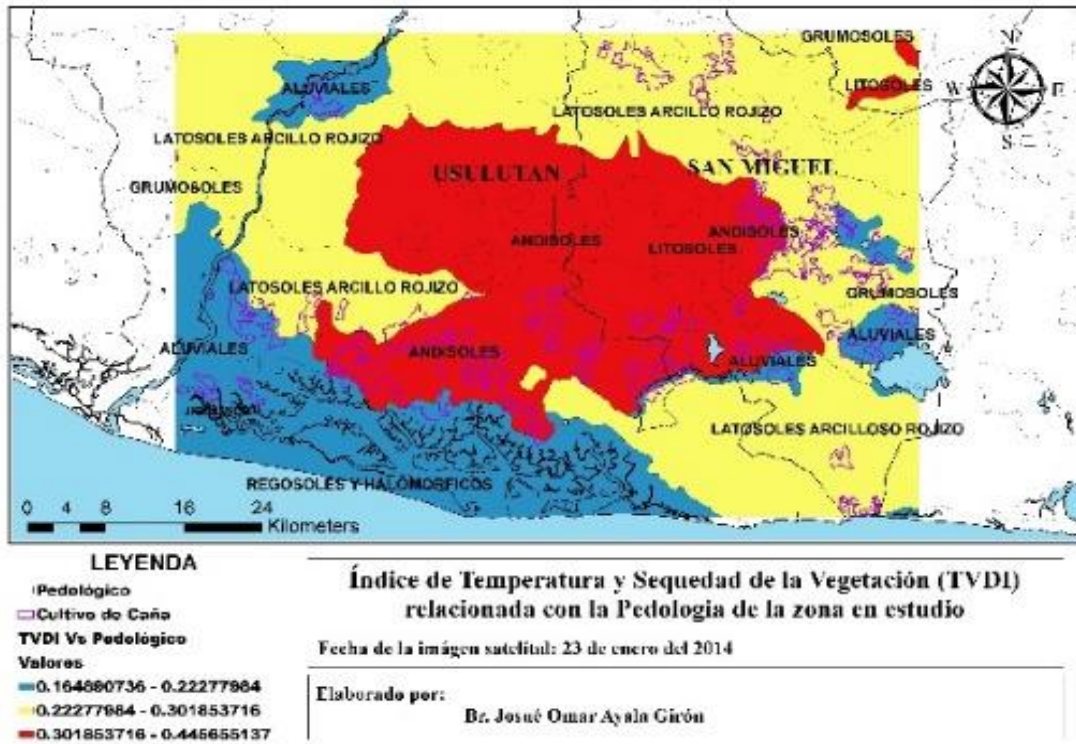 GRUMOSOLES
N
ALUVIALES
LITOSOLES
W
E
LATOSOLES ARCILLO ROJIZO
S
LATOSOLES ARCILLO ROJIZO
USULUTAN
SAN MIGUEL
GRUMOSOLES
ANDISOLES
ANDISOLES
LITOSOLES
LATOSOLES ARCILLO ROJIZO
GRUMOSOLES
ALUVIALES
ANDISOLES
ALUVIALES
ALUVIALES
LATOSOLES ARCILLOSO ROJIZO
REGOSOLES Y HALOMORFICOS
0 4 8 16 24
Kilometers
LEYENDA
Pedológico
Cultivo de Caña
TVDI Vs Pedológico
Valores
0.164890736 - 0.22277984
0.22277984 - 0.301853716
0.301853716 - 0.445655137
Índice de Temperatura y Sequedad de la Vegetación (TVDI)
relacionada con la Pedologia de la zona en estudio
Fecha de la imágen satelital: 23 de enero del 2014
Elaborado por:
Br. Josué Omar Ayala Girón